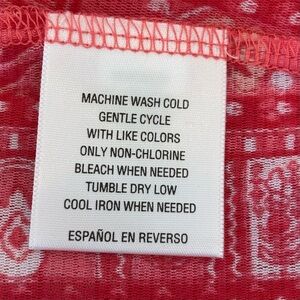 MACHINE WASH COLD
GENTLE CYCLE
WITH LIKE COLORS
ONLY NON-CHLORINE
BLEACH WHEN NEEDED
TUMBLE DRY LOW
COOL IRON WHEN NEEDED
ESPAÑOL EN REVERSO